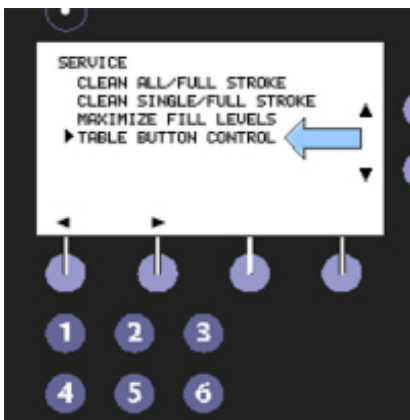 SERVICE
CLEAN ALL/FULL STROKE
CLEAN SINGLE/FULL STROKE
MAXIMIZE FILL LEVELS
TABLE BUTTON CONTROL
1 2 3
4 5 6